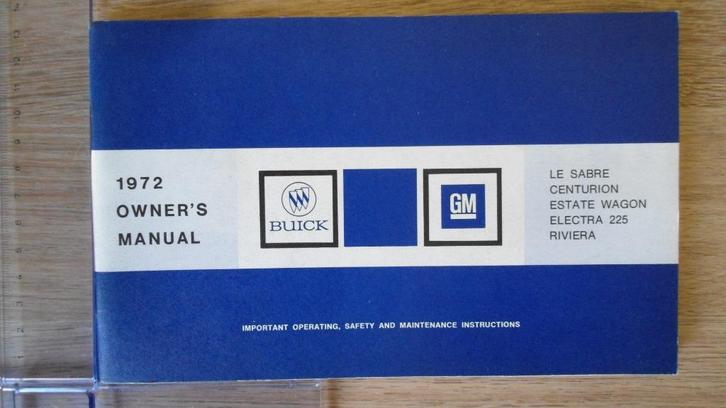 1972
OWNER'S
MANUAL
BUICK
GM
LE SABRE
CENTURION
ESTATE WAGON
ELECTRA 225
RIVIERA
IMPORTANT OPERATING, SAFETY AND MAINTENANCE INSTRUCTIONS